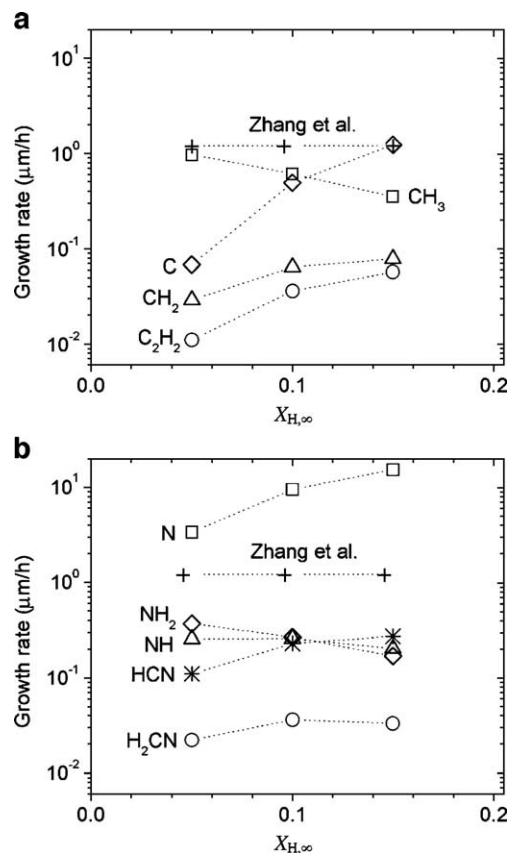 a
10¹
Zhang et al.
10⁰
CH₃
10⁻¹
C
CH₂
10⁻²
C₂H₂
Growth rate (μm/h)
0.0 0.1 0.2
X_H,∞
b
10¹
N
Zhang et al.
10⁰
NH₂
NH
10⁻¹
HCN
H₂CN
10⁻²
Growth rate (μm/h)
0.0 0.1 0.2
X_H,∞